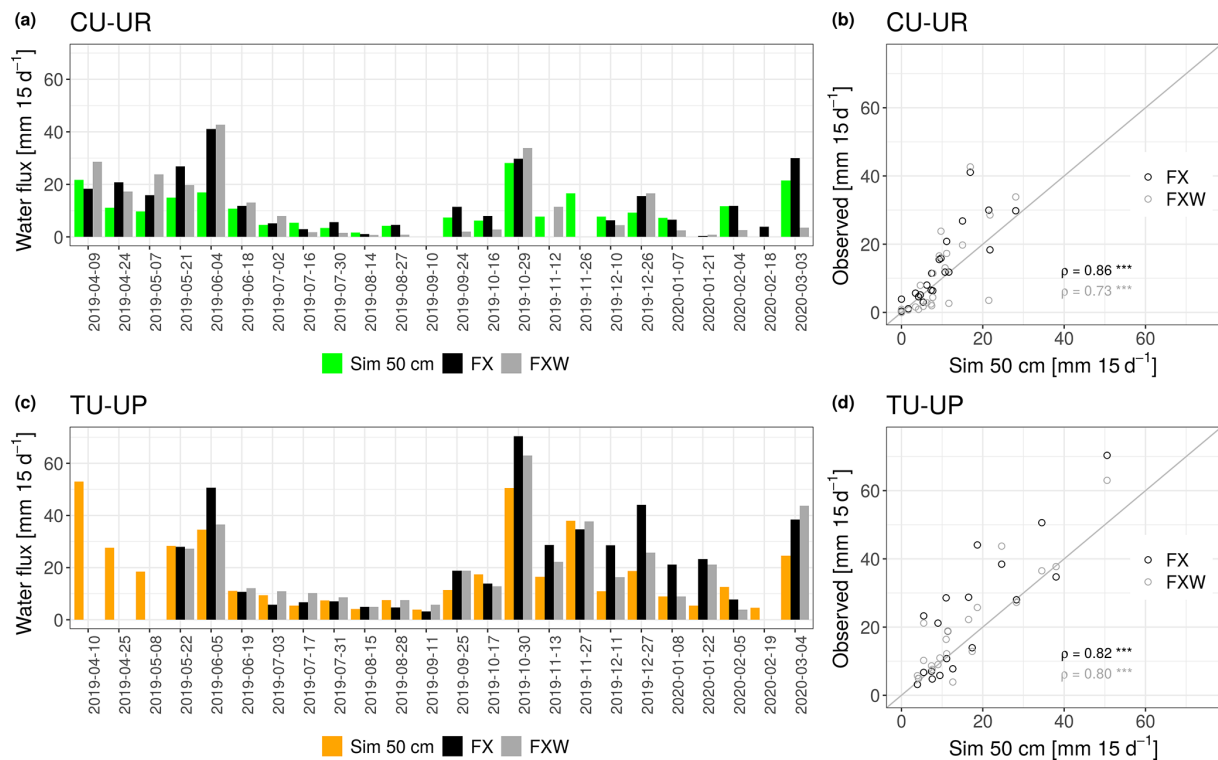 (a) CU-UR
Water flux [mm 15 d⁻¹]
60
40
20
0
2019-04-09
2019-04-24
2019-05-07
2019-05-21
2019-06-04
2019-06-18
2019-07-02
2019-07-16
2019-07-30
2019-08-14
2019-08-27
2019-09-10
2019-09-24
2019-10-16
2019-10-29
2019-11-12
2019-11-26
2019-12-10
2019-12-26
2020-01-07
2020-01-21
2020-02-04
2020-02-18
2020-03-03
Sim 50 cm FX FXW
(b) CU-UR
Observed [mm 15 d⁻¹]
60
40
20
0
FX
FXW
ρ = 0.86 ***
ρ = 0.73 ***
0 20 40 60
Sim 50 cm [mm 15 d⁻¹]
(c) TU-UP
Water flux [mm 15 d⁻¹]
60
40
20
0
2019-04-10
2019-04-25
2019-05-08
2019-05-22
2019-06-05
2019-06-19
2019-07-03
2019-07-17
2019-07-31
2019-08-15
2019-08-28
2019-09-11
2019-09-25
2019-10-17
2019-10-30
2019-11-13
2019-11-27
2019-12-11
2019-12-27
2020-01-08
2020-01-22
2020-02-05
2020-02-19
2020-03-04
Sim 50 cm FX FXW
(d) TU-UP
Observed [mm 15 d⁻¹]
60
40
20
0
FX
FXW
ρ = 0.82 ***
ρ = 0.80 ***
0 20 40 60
Sim 50 cm [mm 15 d⁻¹]